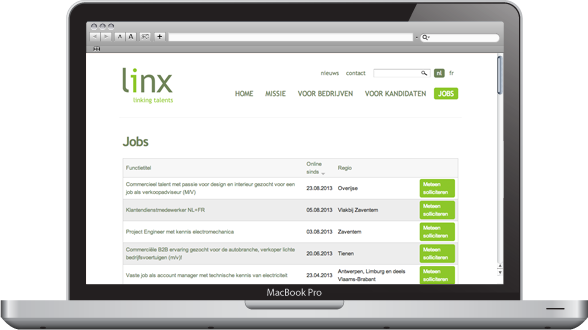 linx
linking talents
nieuws contact nl fr
HOME MISSIE VOOR BEDRIJVEN VOOR KANDIDATEN JOBS
Jobs
Functietitel Online sinds Regio
Commercieel talent met passie voor design en interieur gezocht voor een
job als verkoopadviseur (M/V) 23.08.2013 Overijse Meteen solliciteren
Klantendienstmedewerker NL+FR 05.08.2013 Vlakbij Zaventem Meteen solliciteren
Project Engineer met kennis electromechanica 03.08.2013 Zaventem Meteen solliciteren
Commerciële B2B ervaring gezocht voor de autobranche, verkoper lichte
bedrijfsvoertuigen (m/v)! 20.06.2013 Tienen Meteen solliciteren
Vaste job als account manager met technische kennis van electriciteit 23.04.2013 Antwerpen, Limburg en deels
Vlaams-Brabant Meteen solliciteren
MacBook Pro